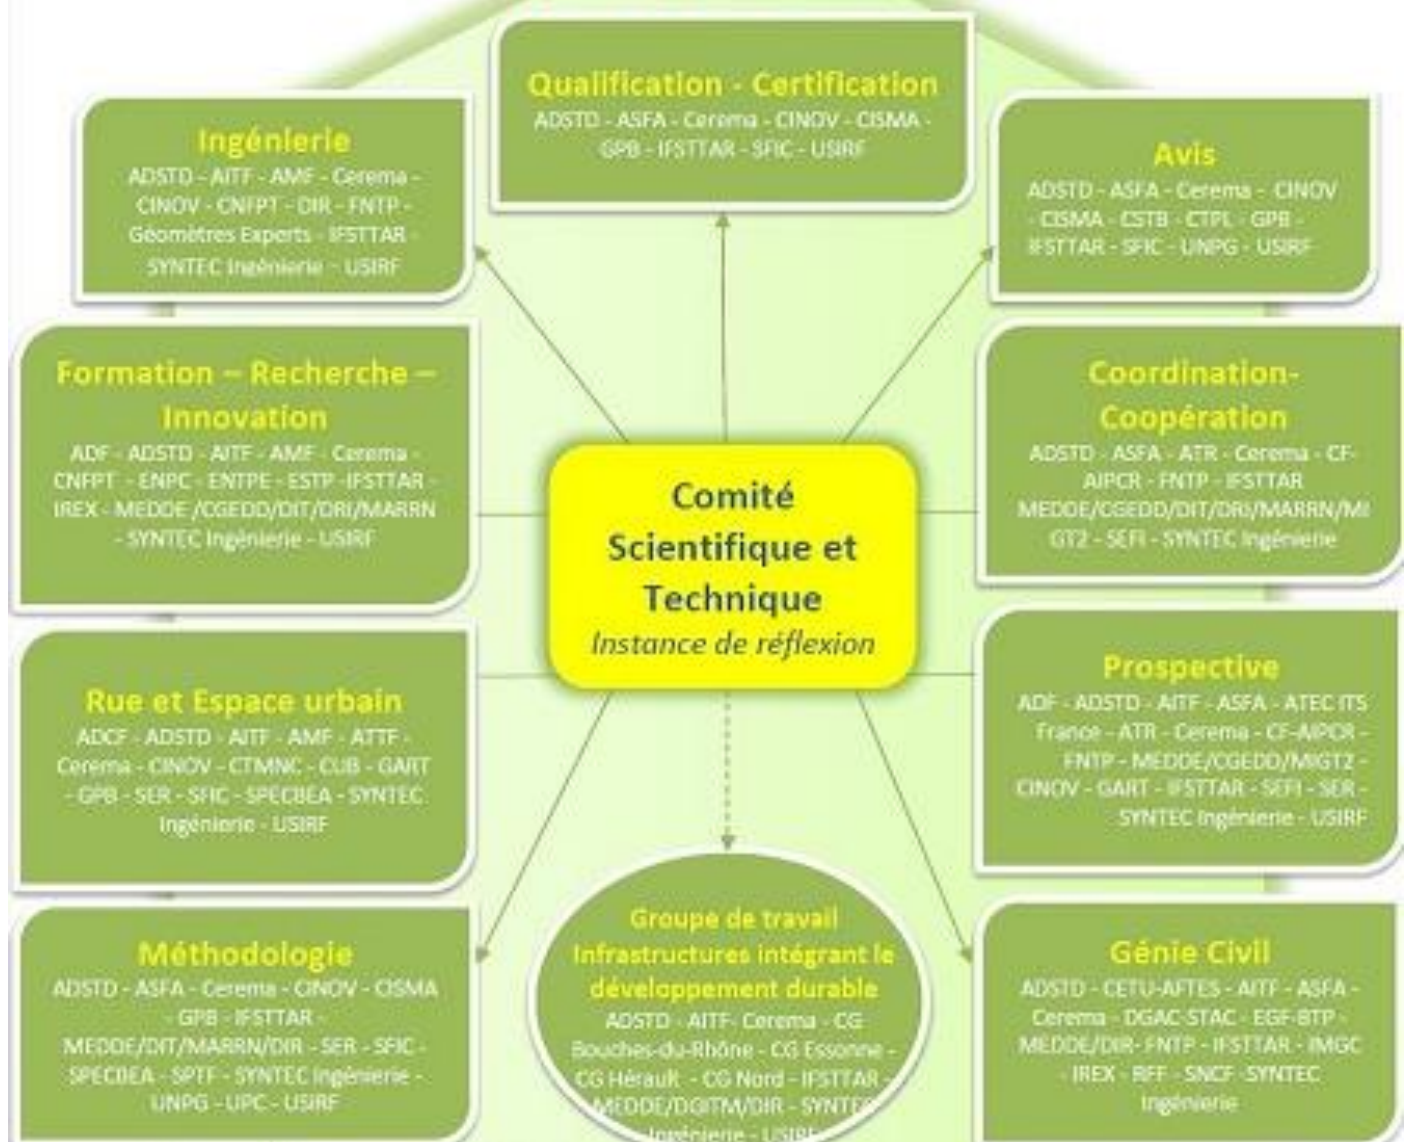 Qualification - Certification
ADSTD - ASFA - Cerema - CINOV - CISMA -
GPB - IFSTTAR - SFIC - USIRF
Ingénierie
ADSTD - AITF - AMF - Cerema -
CINOV - CNFPT - DIR - FNTP -
Géomètres Experts - IFSTTAR -
SYNTEC Ingénierie - USIRF
Avis
ADSTD - ASFA - Cerema - CINOV
- CISMA - CSTB - CTPL - GPB -
IFSTTAR - SFIC - UNPG - USIRF
Formation – Recherche –
Innovation
ADF - ADSTD - AITF - AMF - Cerema -
CNFPT - ENPC - ENTPE - ESTP -IFSTTAR -
IREX - MEDDE /CGEDD/DIT/DRI/MARRN
- SYNTEC Ingénierie - USIRF
Coordination-
Coopération
ADSTD - ASFA - ATR - Cerema - CF-
AIPCR - FNTP - IFSTTAR
MEDDE/CGEDD/DIT/DRI/MARRN/MI
GT2 - SEFI - SYNTEC Ingénierie
Comité
Scientifique et
Technique
Instance de réflexion
Rue et Espace urbain
ADCF - ADSTD - AITF - AMF - ATTF -
Cerema - CINOV - CTMNC - CUB - GART
- GPB - SER - SFIC - SPECBEA - SYNTEC
Ingénierie - USIRF
Prospective
ADF - ADSTD - AITF - ASFA - ATEC ITS
France - ATR - Cerema - CF-AIPCR -
FNTP - MEDDE/CGEDD/MIGT2 -
CINOV - GART - IFSTTAR - SEFI - SER -
SYNTEC Ingénierie - USIRF
Méthodologie
ADSTD - ASFA - Cerema - CINOV - CISMA
- GPB - IFSTTAR -
MEDDE/DIT/MARRN/DIR - SER - SFIC -
SPECBEA - SPTF - SYNTEC Ingénierie -
UNPG - UPC - USIRF
Groupe de travail
Infrastructures intégrant le
développement durable
ADSTD - AITF- Cerema - CG
Bouches-du-Rhône - CG Essonne -
CG Hérault - CG Nord - IFSTTAR -
MEDDE/DGITM/DIR - SYNTEC
Ingénierie - USIRF
Génie Civil
ADSTD - CETU-AFTES - AITF - ASFA -
Cerema - DGAC-STAC - EGF-BTP -
MEDDE/DIR- FNTP - IFSTTAR - IMGC
- IREX - RFF - SNCF -SYNTEC
Ingénierie